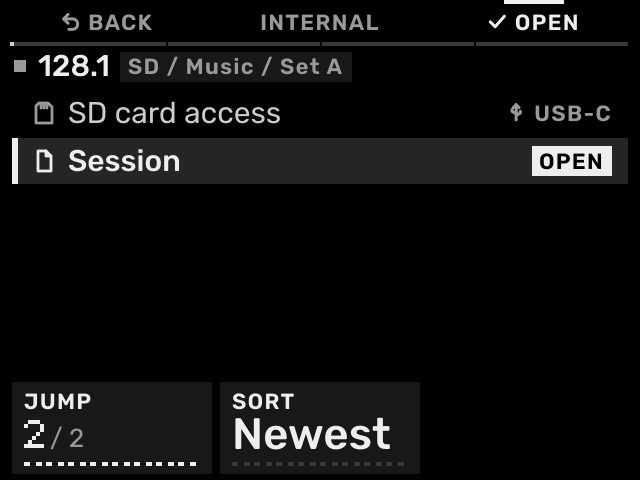 BACK INTERNAL OPEN
128.1 SD / Music / Set A
SD card access USB-C
Session OPEN
JUMP SORT
2 / 2 Newest